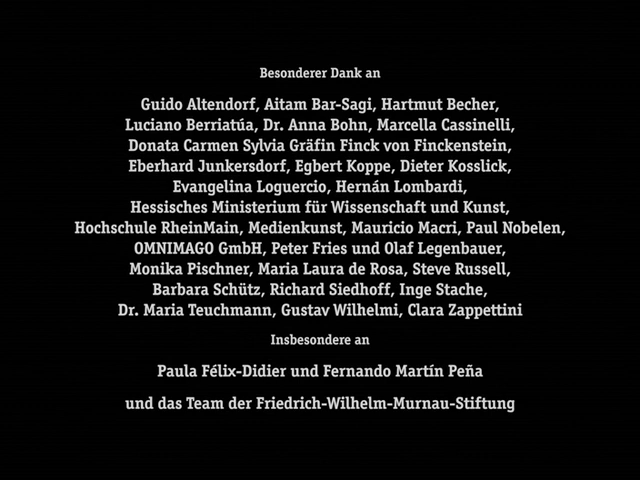 Besonderer Dank an
Guido Altendorf, Aitam Bar-Sagi, Hartmut Becher,
Luciano Berriatúa, Dr. Anna Bohn, Marcella Cassinelli,
Donata Carmen Sylvia Gräfin Finck von Finckenstein,
Eberhard Junkersdorf, Egbert Koppe, Dieter Kosslick,
Evangelina Loguercio, Hernán Lombardi,
Hessisches Ministerium für Wissenschaft und Kunst,
Hochschule RheinMain, Medienkunst, Mauricio Macri, Paul Nobelen,
OMNIMAGO GmbH, Peter Fries und Olaf Legenbauer,
Monika Pischner, Maria Laura de Rosa, Steve Russell,
Barbara Schütz, Richard Siedhoff, Inge Stache,
Dr. Maria Teuchmann, Gustav Wilhelmi, Clara Zappettini
Insbesondere an
Paula Félix-Didier und Fernando Martín Peña
und das Team der Friedrich-Wilhelm-Murnau-Stiftung